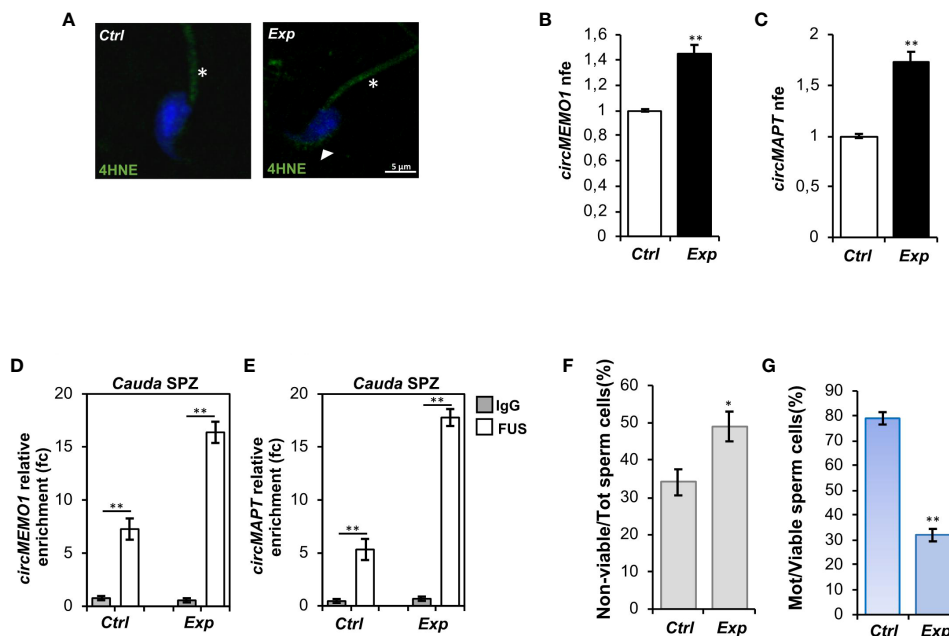 A
Ctrl
*
4HNE
Exp
*
4HNE
5 µm
B
circMEMO1 nfe
1,6
1,4
1,2
1
0,8
0,6
0,4
0,2
0
**
Ctrl
Exp
C
circMAPT nfe
2
1,5
1
0,5
0
**
Ctrl
Exp
D
Cauda SPZ
circMEMO1 relative
enrichment (fc)
20
15
10
5
0
**
**
Ctrl
Exp
E
Cauda SPZ
circMAPT relative
enrichment (fc)
20
15
10
5
0
**
**
Ctrl
Exp
IgG
FUS
F
Non-viable/Tot sperm cells(%)
60
50
40
30
20
10
0
*
Ctrl
Exp
G
Mot/Viable sperm cells(%)
90
80
70
60
50
40
30
20
10
0
**
Ctrl
Exp